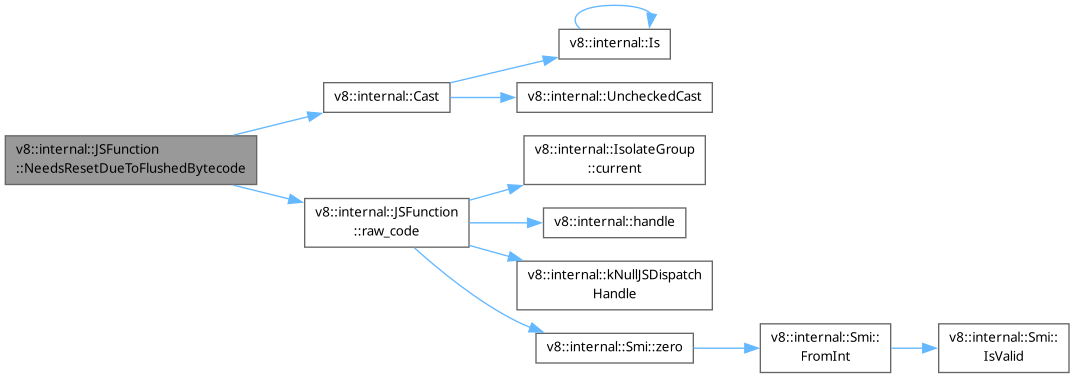 v8::internal::Is
v8::internal::Cast
v8::internal::UncheckedCast
v8::internal::JSFunction
::NeedsResetDueToFlushedBytecode
v8::internal::IsolateGroup
::current
v8::internal::JSFunction
::raw_code
v8::internal::handle
v8::internal::kNullJSDispatch
Handle
v8::internal::Smi::zero
v8::internal::Smi::
FromInt
v8::internal::Smi::
IsValid